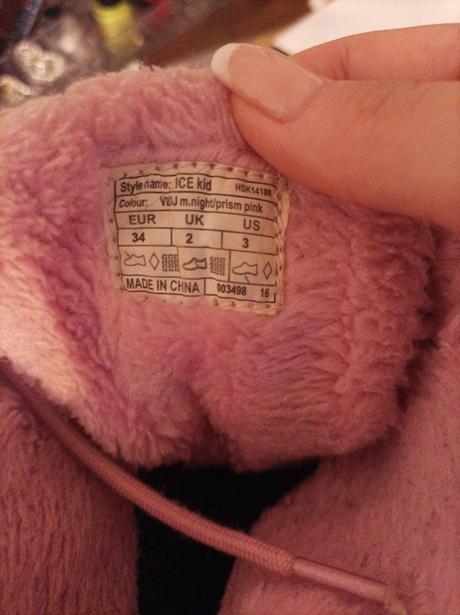 Style name: ICE kid HSK14188
Colour: VDJ m.night/prism pink
EUR UK US
34 2 3
MADE IN CHNA 003498 16